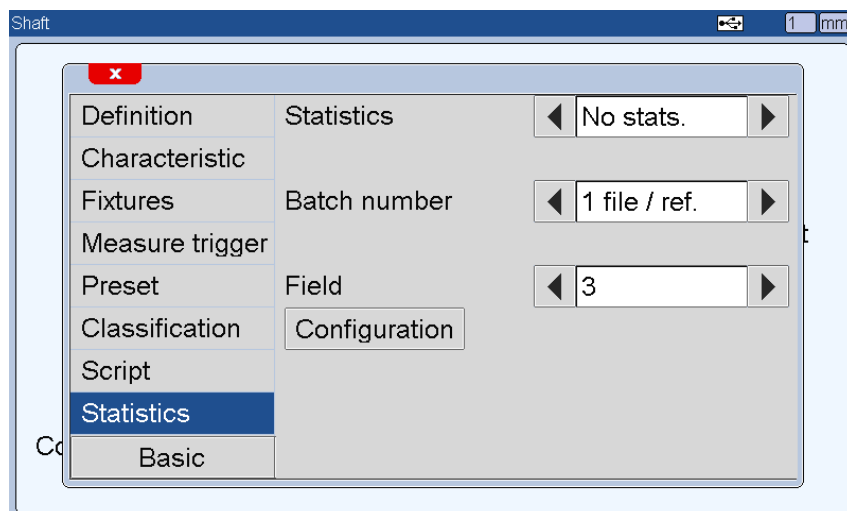 Shaft 1 mm
x
Definition Statistics No stats.
Characteristic
Fixtures Batch number 1 file / ref.
Measure trigger
Preset Field 3
Classification Configuration
Script
Statistics
Basic
Co
t